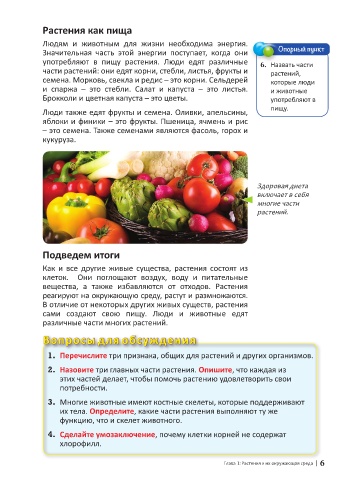 Растения как пища
Людям и животным для жизни необходима энергия.
Значительная часть этой энергии поступает, когда они
употребляют в пищу растения. Люди едят различные
части растений: они едят корни, стебли, листья, фрукты и
семена. Морковь, свекла и редис – это корни. Сельдерей
и спаржа – это стебли. Салат и капуста – это листья.
Брокколи и цветная капуста – это цветы.
Люди также едят фрукты и семена. Оливки, апельсины,
яблоки и финики – это фрукты. Пшеница, ячмень и рис
– это семена. Также семенами являются фасоль, горох и
кукуруза.
Опорный пункт
6. Назвать части
растений,
которые люди
и животные
употребляют в
пищу.
Здоровая диета
включает в себя
многие части
растений.
Подведем итоги
Как и все другие живые существа, растения состоят из
клеток. Они поглощают воздух, воду и питательные
вещества, а также избавляются от отходов. Растения
реагируют на окружающую среду, растут и размножаются.
В отличие от некоторых других живых существ, растения
сами создают свою пищу. Люди и животные едят
различные части многих растений.
Вопросы для обсуждения
1. Перечислите три признака, общих для растений и других организмов.
2. Назовите три главных части растения. Опишите, что каждая из
этих частей делает, чтобы помочь растению удовлетворить свои
потребности.
3. Многие животные имеют костные скелеты, которые поддерживают
их тела. Определите, какие части растения выполняют ту же
функцию, что и скелет животного.
4. Сделайте умозаключение, почему клетки корней не содержат
хлорофилл.
Глава 1: Растения и их окружающая среда | 6